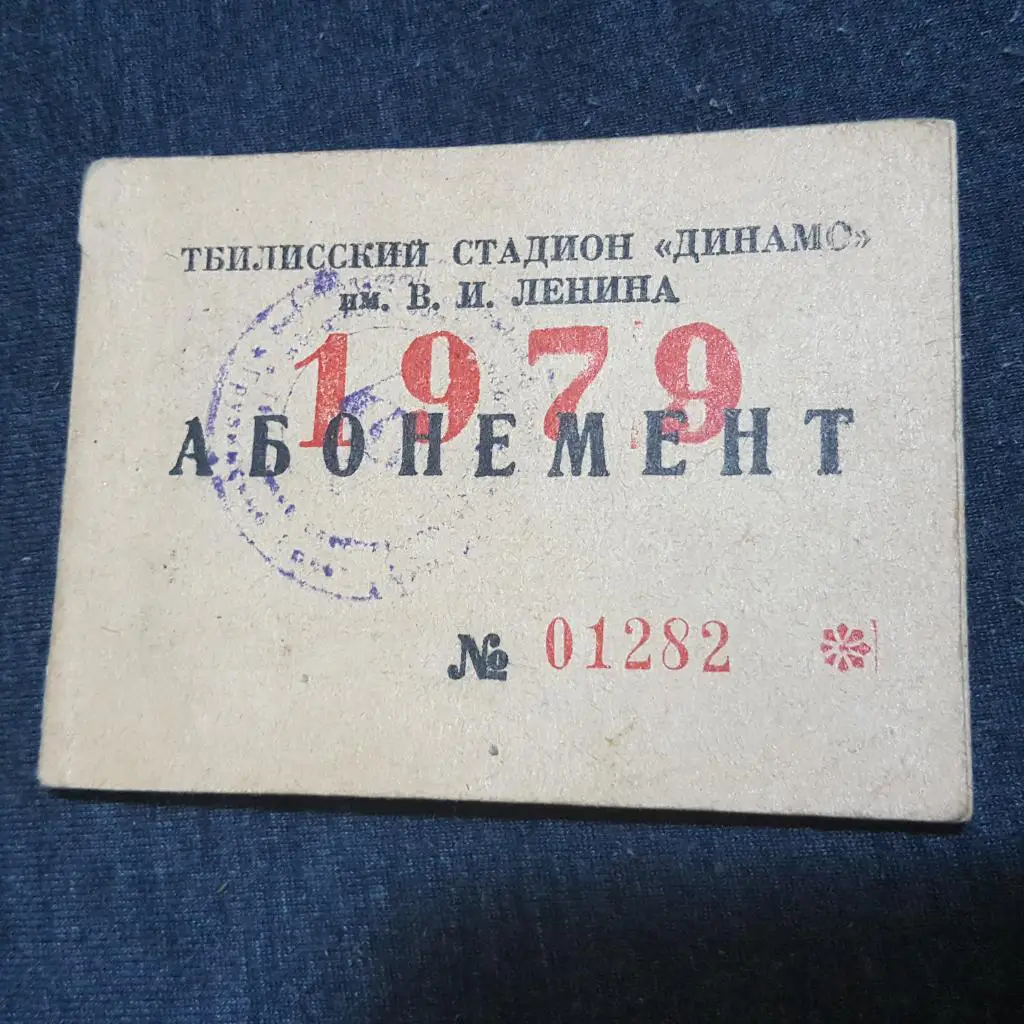 ТБИЛИССКИЙ СТАДИОН «ДИНАМО»
им. В. И. ЛЕНИНА
1979
АБОНЕМЕНТ
№ 01282